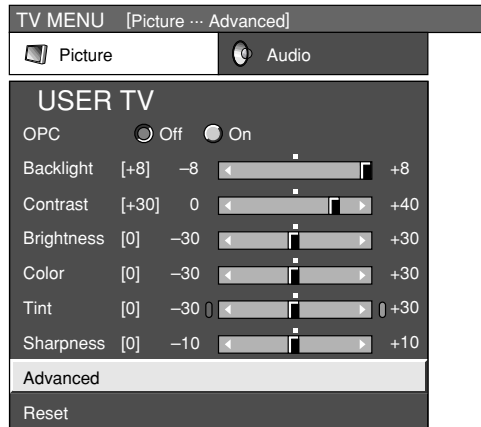 TV MENU [Picture ··· Advanced]
Picture Audio
USER TV
OPC Off On
Backlight [+8] –8 +8
Contrast [+30] 0 +40
Brightness [0] –30 +30
Color [0] –30 +30
Tint [0] –30 +30
Sharpness [0] –10 +10
Advanced
Reset